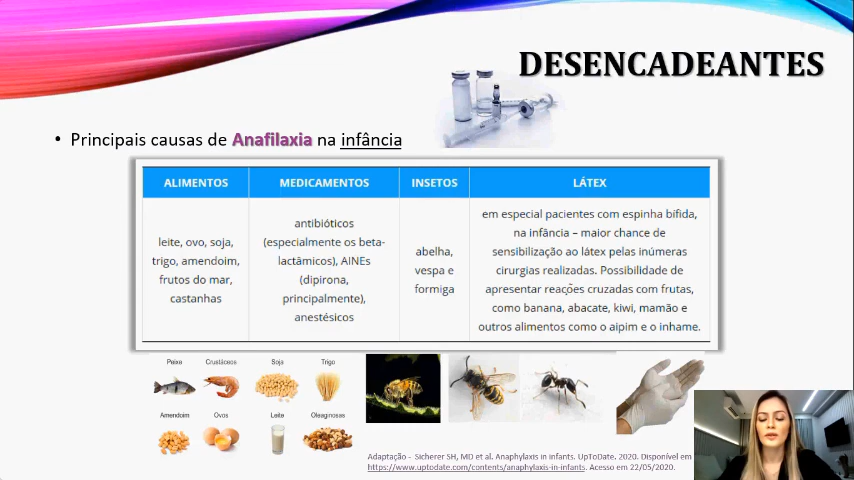 DESENCADEANTES
• Principais causas de Anafilaxia na infância
ALIMENTOS
MEDICAMENTOS
INSETOS
LÁTEX
leite, ovo, soja,
trigo, amendoim,
frutos do mar,
castanhas
antibióticos
(especialmente os beta-
lactâmicos), AINEs
(dipirona,
principalmente),
anestésicos
abelha,
vespa e
formiga
em especial pacientes com espinha bífida,
na infância – maior chance de
sensibilização ao látex pelas inúmeras
cirurgias realizadas. Possibilidade de
apresentar reações cruzadas com frutas,
como banana, abacate, kiwi, mamão e
outros alimentos como o aipim e o inhame.
Peixe
Crustáceos
Soja
Trigo
Amendoim
Ovos
Leite
Oleaginosas
Adaptação - Sicherer SH, MD et al. Anaphylaxis in infants. UpToDate. 2020. Disponível em
https://www.uptodate.com/contents/anaphylaxis-in-infants. Acesso em 22/05/2020.